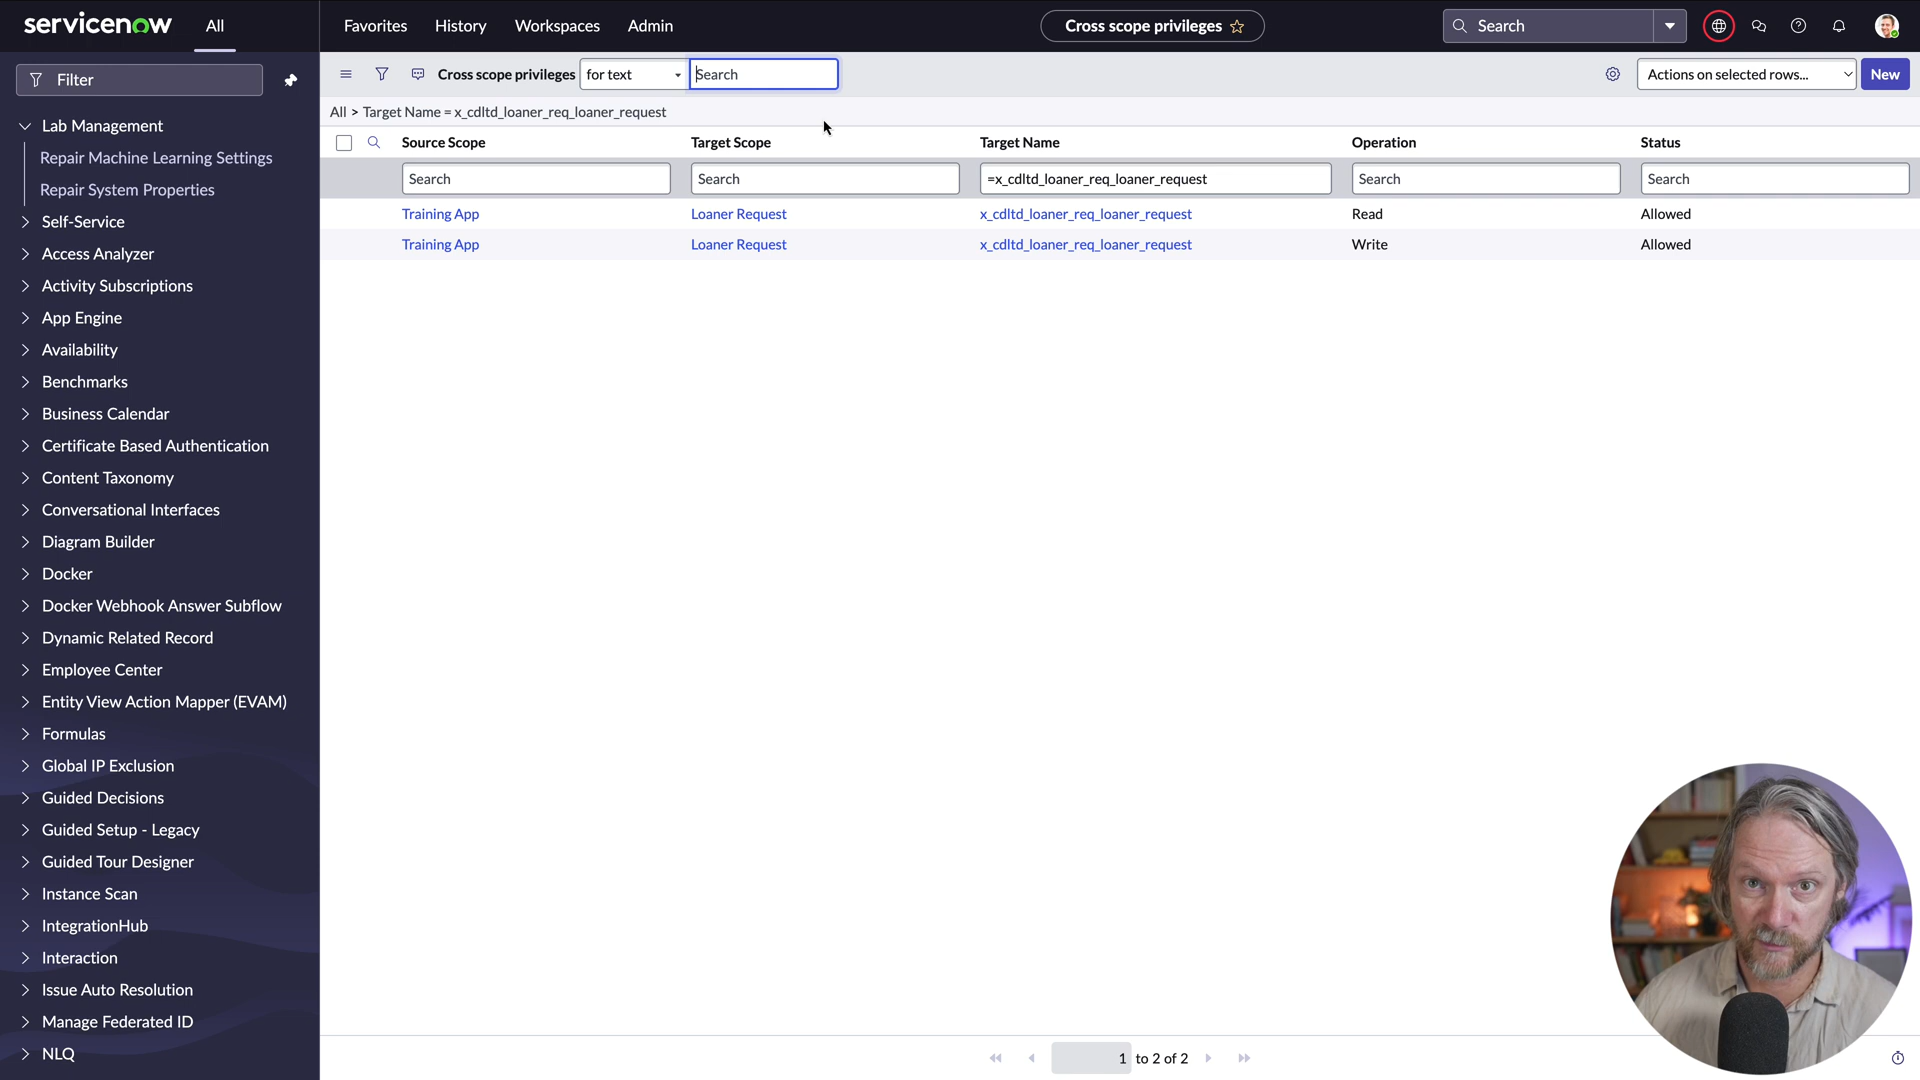 servicenow
All
Favorites
History
Workspaces
Admin
Cross scope privileges
Search
Filter
Lab Management
Repair Machine Learning Settings
Repair System Properties
Self-Service
Access Analyzer
Activity Subscriptions
App Engine
Availability
Benchmarks
Business Calendar
Certificate Based Authentication
Content Taxonomy
Conversational Interfaces
Diagram Builder
Docker
Docker Webhook Answer Subflow
Dynamic Related Record
Employee Center
Entity View Action Mapper (EVAM)
Formulas
Global IP Exclusion
Guided Decisions
Guided Setup - Legacy
Guided Tour Designer
Instance Scan
IntegrationHub
Interaction
Issue Auto Resolution
Manage Federated ID
NLQ
Cross scope privileges for text Search
Actions on selected rows... New
All > Target Name = x_cdltd_loaner_req_loaner_request
Source Scope Target Scope Target Name Operation Status
Search Search =x_cdltd_loaner_req_loaner_request Search Search
Training App Loaner Request x_cdltd_loaner_req_loaner_request Read Allowed
Training App Loaner Request x_cdltd_loaner_req_loaner_request Write Allowed
1 to 2 of 2